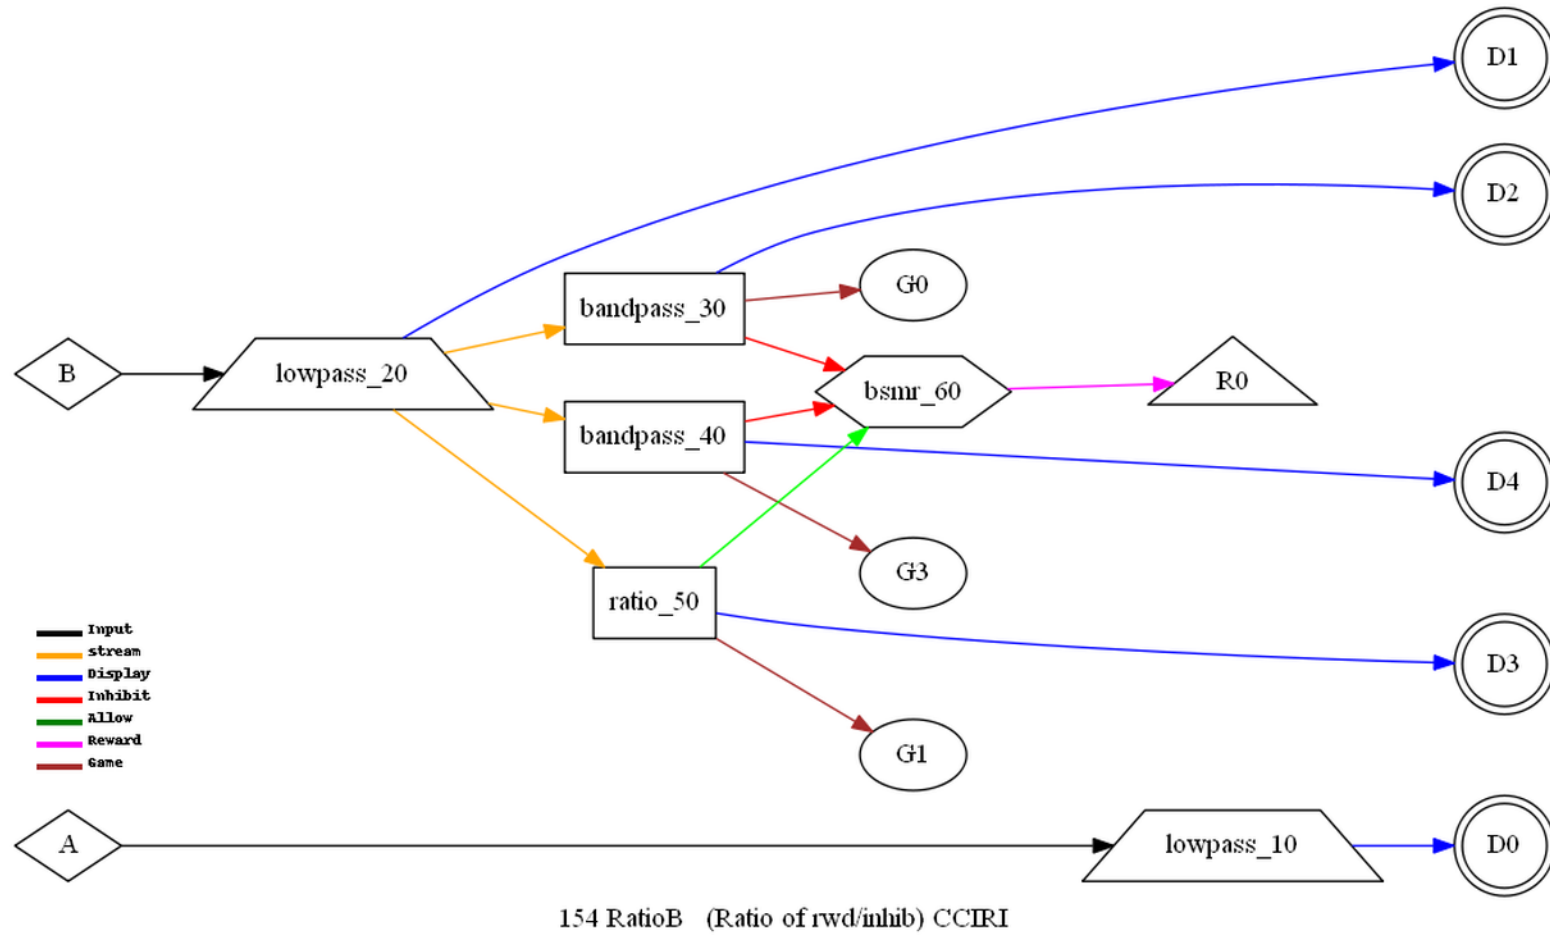 D1
D2
bandpass_30
G0
B
lowpass_20
bsmr_60
R0
bandpass_40
D4
G3
ratio_50
D3
G1
Input
stream
Display
Inhibit
Allow
Reward
Game
A
lowpass_10
D0
154 RatioB (Ratio of rwd/inhib) CCIRI